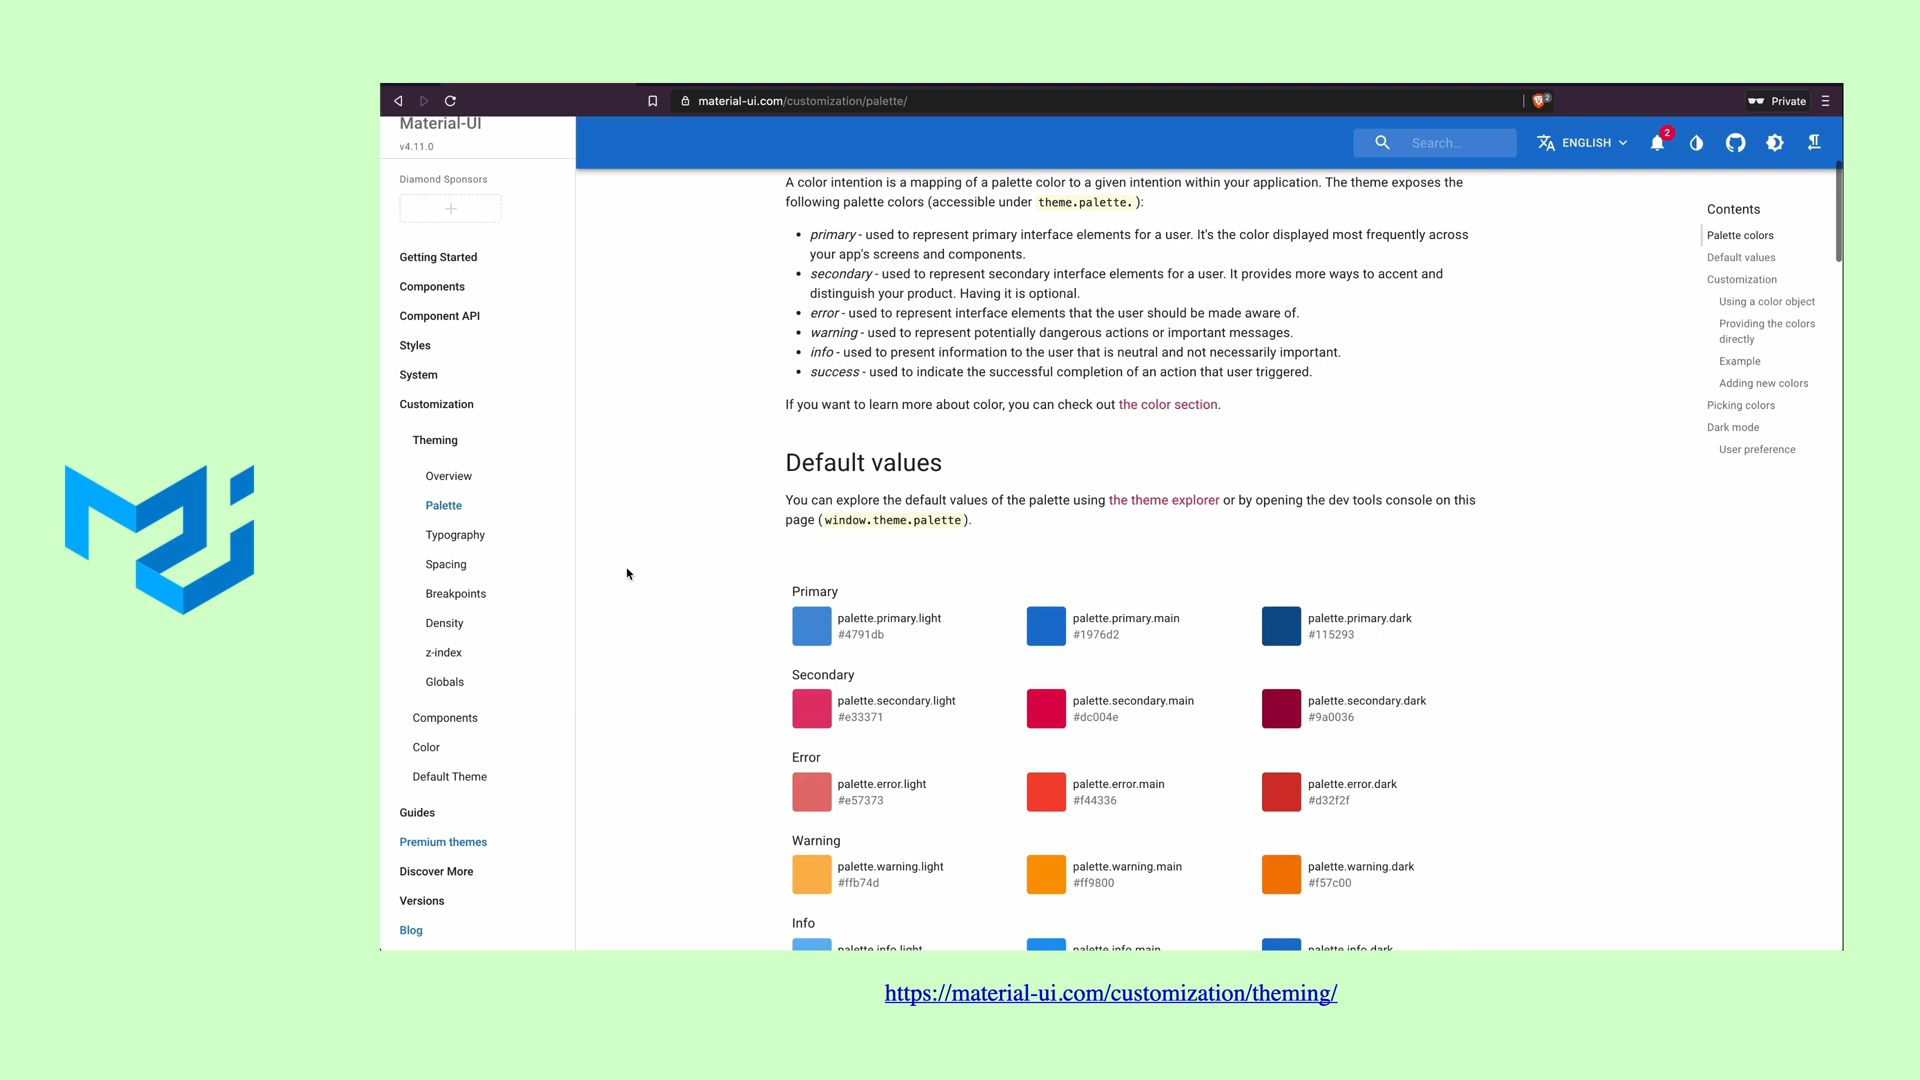 material-ui.com/customization/palette/
2
Private
Material-UI
v4.11.0
Diamond Sponsors
+
Getting Started
Components
Component API
Styles
System
Customization
Theming
Overview
Palette
Typography
Spacing
Breakpoints
Density
z-index
Globals
Components
Color
Default Theme
Guides
Premium themes
Discover More
Versions
Blog
Search…
ENGLISH
2
A color intention is a mapping of a palette color to a given intention within your application. The theme exposes the
following palette colors (accessible under theme.palette. ):
• primary - used to represent primary interface elements for a user. It's the color displayed most frequently across
your app's screens and components.
• secondary - used to represent secondary interface elements for a user. It provides more ways to accent and
distinguish your product. Having it is optional.
• error - used to represent interface elements that the user should be made aware of.
• warning - used to represent potentially dangerous actions or important messages.
• info - used to present information to the user that is neutral and not necessarily important.
• success - used to indicate the successful completion of an action that user triggered.
If you want to learn more about color, you can check out the color section.
Default values
You can explore the default values of the palette using the theme explorer or by opening the dev tools console on this
page ( window.theme.palette ).
Primary
palette.primary.light
#4791db
palette.primary.main
#1976d2
palette.primary.dark
#115293
Secondary
palette.secondary.light
#e33371
palette.secondary.main
#dc004e
palette.secondary.dark
#9a0036
Error
palette.error.light
#e57373
palette.error.main
#f44336
palette.error.dark
#d32f2f
Warning
palette.warning.light
#ffb74d
palette.warning.main
#ff9800
palette.warning.dark
#f57c00
Info
palette.info.light
palette.info.main
palette.info.dark
Contents
Palette colors
Default values
Customization
Using a color object
Providing the colors
directly
Example
Adding new colors
Picking colors
Dark mode
User preference
https://material-ui.com/customization/theming/